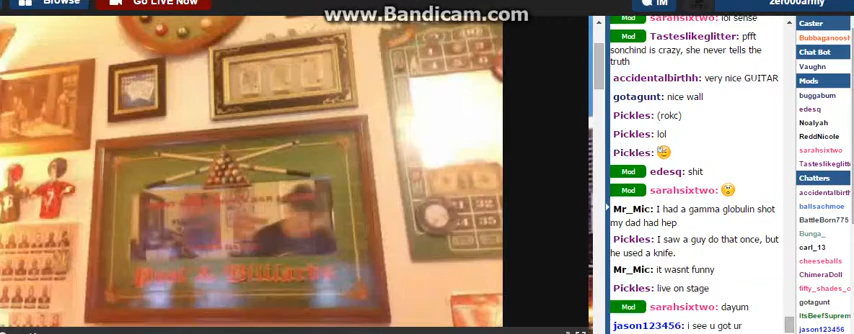 Browse
Go Live Now
IM
zer000army
www.Bandicam.com
Mod sarahsixtwo: lol sense
Mod Tasteslikeglitter: pfft
sonchind is crazy, she never tells the
truth
accidentalbirthh: very nice GUITAR
gotagunt: nice wall
Pickles: (rokc)
Pickles: lol
Pickles:
Mod edesq: shit
Mod sarahsixtwo:
Mr_Mic: I had a gamma globulin shot
my dad had hep
Pickles: I saw a guy do that once, but
he used a knife.
Mr_Mic: it wasnt funny
Pickles: live on stage
Mod sarahsixtwo: dayum
jason123456: i see u got ur
Caster
Bubbaganoosh
Chat Bot
Vaughn
Mods
buggabum
edesq
Noalyah
ReddNicole
sarahsixtwo
Tasteslikegli
Chatters
accidentalbirt
ballsachmoe
BattleBorn775
Bunga_
carl_13
cheeseballs
ChimeraDoll
fifty_shades_c
gotagunt
ItsBeefSuprem
jason123456
Pool & Billiards